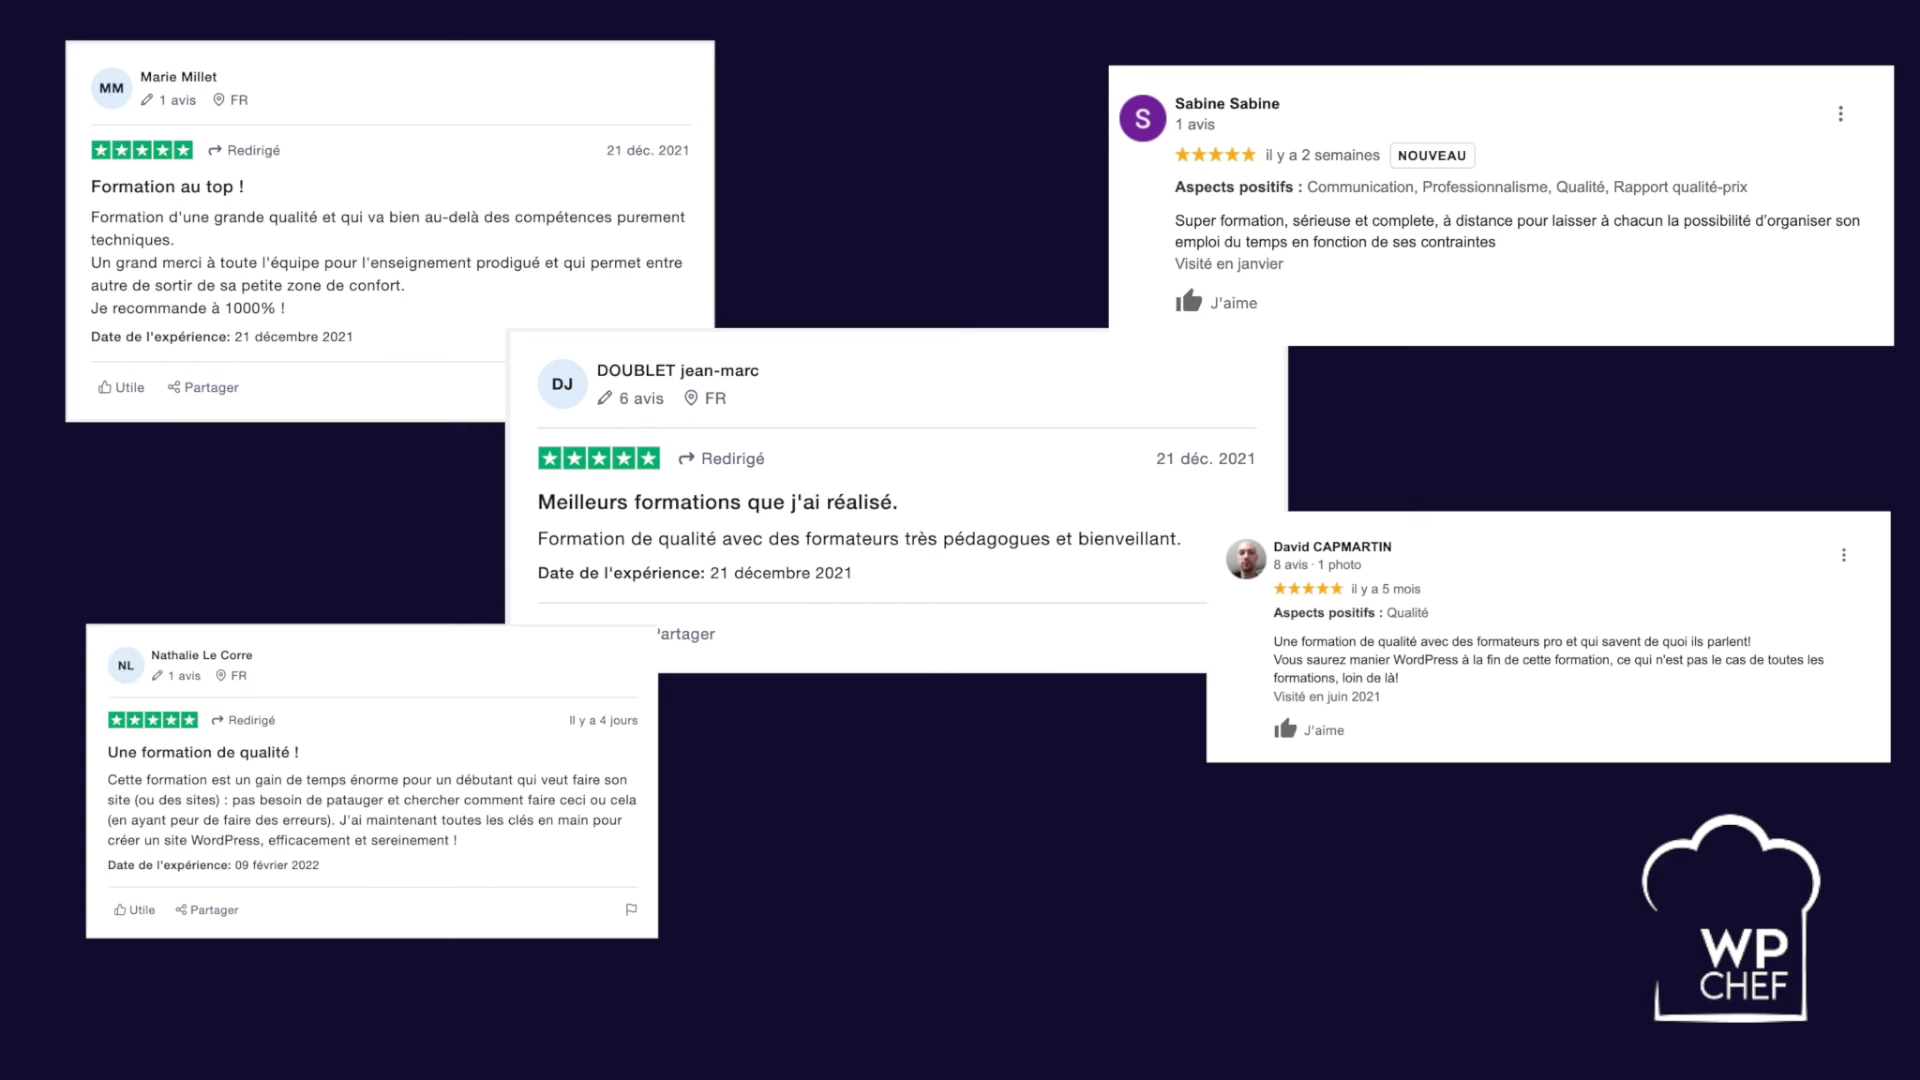 MM
Marie Millet
1 avis FR
Redirigé 21 déc. 2021
Formation au top !
Formation d'une grande qualité et qui va bien au-delà des compétences purement
techniques.
Un grand merci à toute l'équipe pour l'enseignement prodigué et qui permet entre
autre de sortir de sa petite zone de confort.
Je recommande à 1000% !
Date de l'expérience: 21 décembre 2021
Utile Partager
S
Sabine Sabine
1 avis
il y a 2 semaines NOUVEAU
Aspects positifs : Communication, Professionnalisme, Qualité, Rapport qualité-prix
Super formation, sérieuse et complete, à distance pour laisser à chacun la possibilité d'organiser son
emploi du temps en fonction de ses contraintes
Visité en janvier
J'aime
DJ
DOUBLET jean-marc
6 avis FR
Redirigé 21 déc. 2021
Meilleurs formations que j'ai réalisé.
Formation de qualité avec des formateurs très pédagogues et bienveillant.
Date de l'expérience: 21 décembre 2021
artager
David CAPMARTIN
8 avis · 1 photo
il y a 5 mois
Aspects positifs : Qualité
Une formation de qualité avec des formateurs pro et qui savent de quoi ils parlent!
Vous saurez manier WordPress à la fin de cette formation, ce qui n'est pas le cas de toutes les
formations, loin de là!
Visité en juin 2021
J'aime
NL
Nathalie Le Corre
1 avis FR
Redirigé Il y a 4 jours
Une formation de qualité !
Cette formation est un gain de temps énorme pour un débutant qui veut faire son
site (ou des sites) : pas besoin de patauger et chercher comment faire ceci ou cela
(en ayant peur de faire des erreurs). J'ai maintenant toutes les clés en main pour
créer un site WordPress, efficacement et sereinement !
Date de l'expérience: 09 février 2022
Utile Partager
WP
CHEF